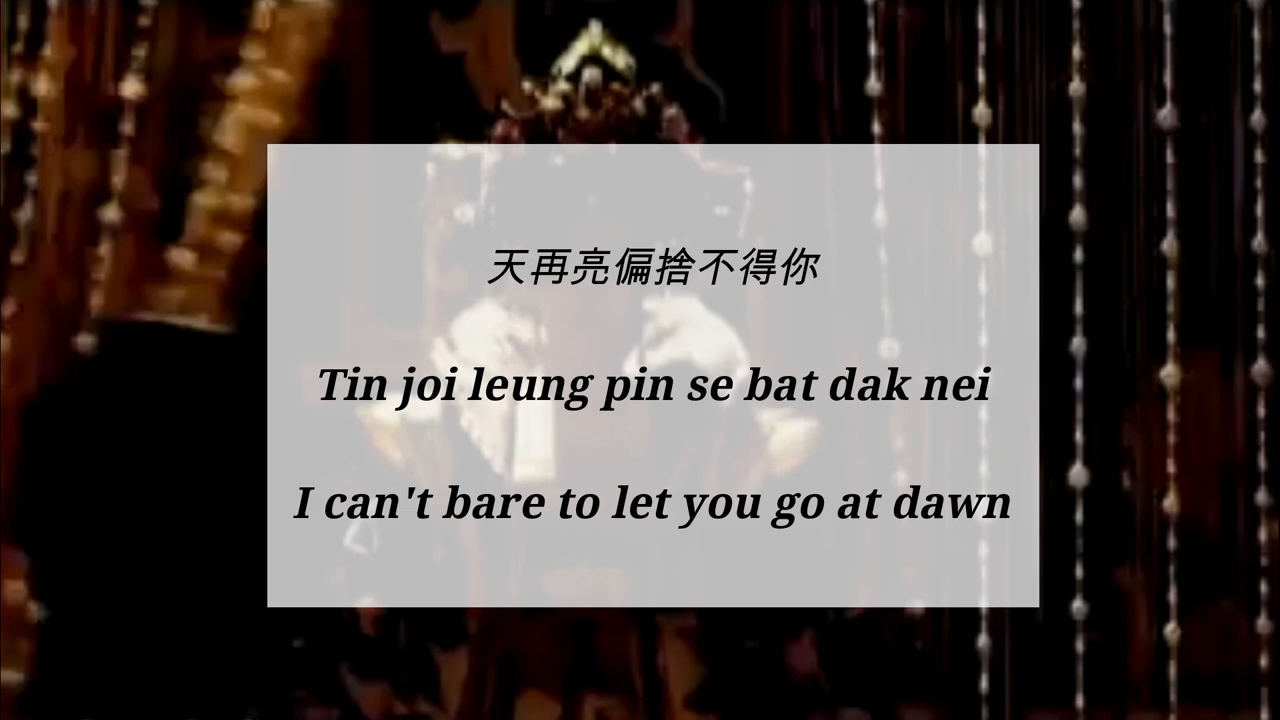 天再亮偏捨不得你
Tin joi leung pin se bat dak nei
I can't bare to let you go at dawn